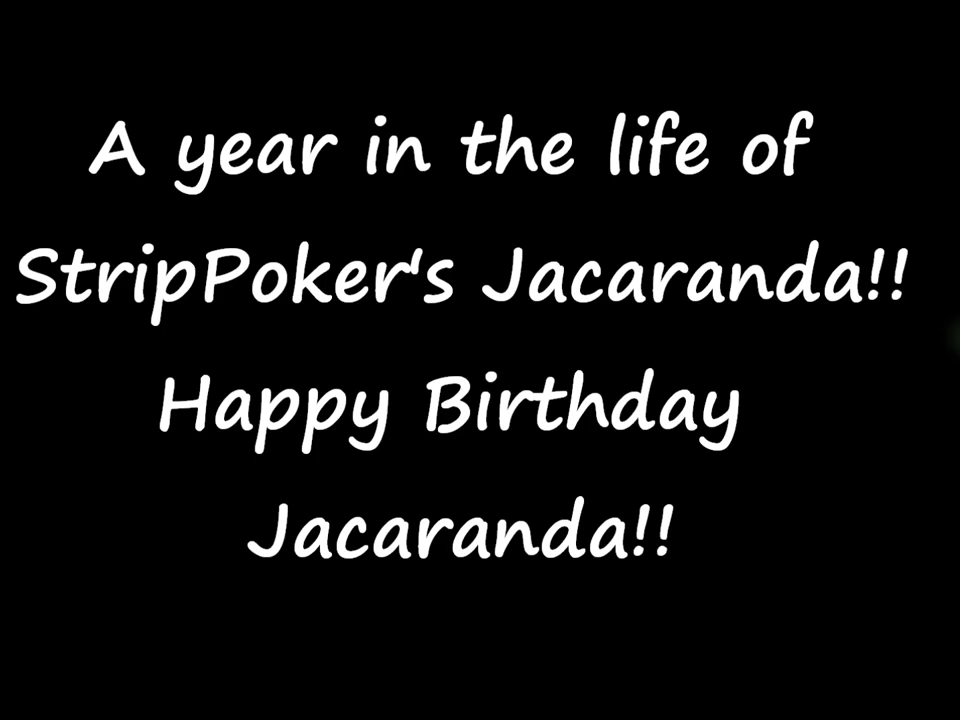 A year in the life of
StripPoker's Jacaranda!!
Happy Birthday
Jacaranda!!